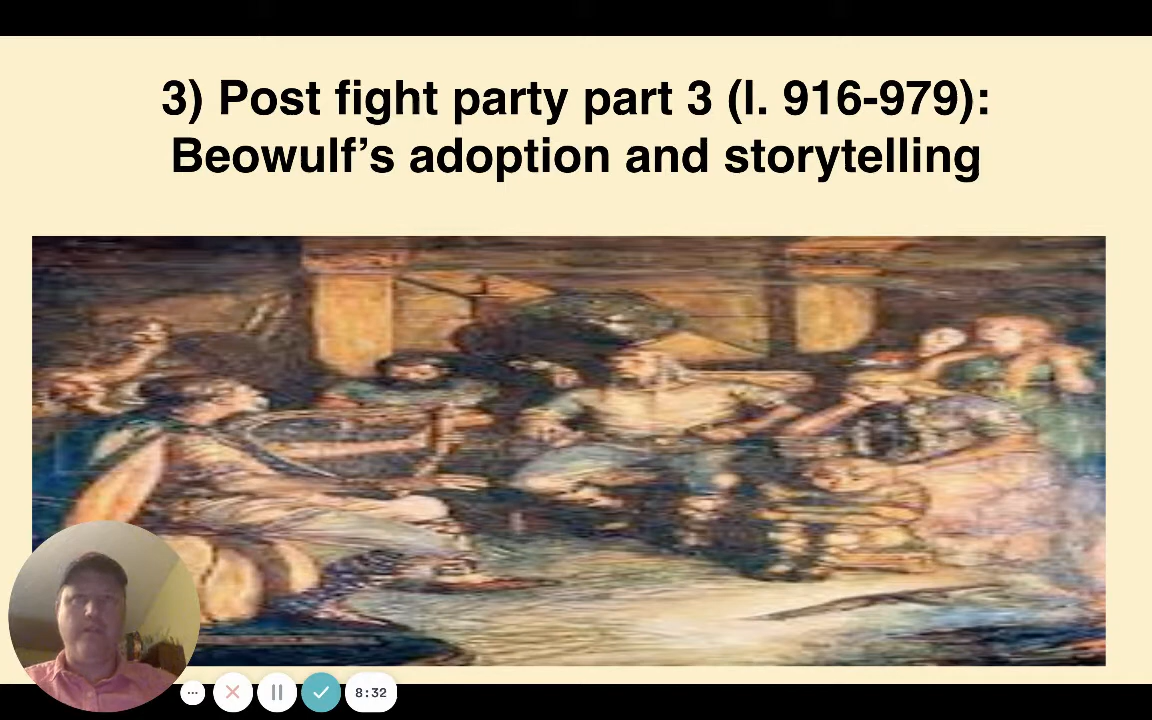 3) Post fight party part 3 (l. 916-979):
Beowulf’s adoption and storytelling
8:32